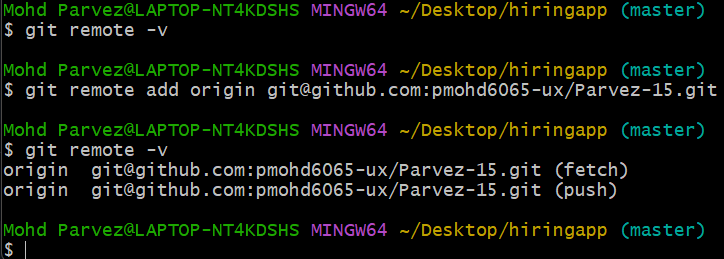 Mohd Parvez@LAPTOP-NT4KDSHS MINGW64 ~/Desktop/hiringapp (master)
$ git remote -v
Mohd Parvez@LAPTOP-NT4KDSHS MINGW64 ~/Desktop/hiringapp (master)
$ git remote add origin git@github.com:pmohd6065-ux/Parvez-15.git
Mohd Parvez@LAPTOP-NT4KDSHS MINGW64 ~/Desktop/hiringapp (master)
$ git remote -v
origin  git@github.com:pmohd6065-ux/Parvez-15.git (fetch)
origin  git@github.com:pmohd6065-ux/Parvez-15.git (push)
Mohd Parvez@LAPTOP-NT4KDSHS MINGW64 ~/Desktop/hiringapp (master)
$